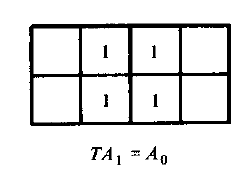 1 1
1 1
TA₁ = A₀